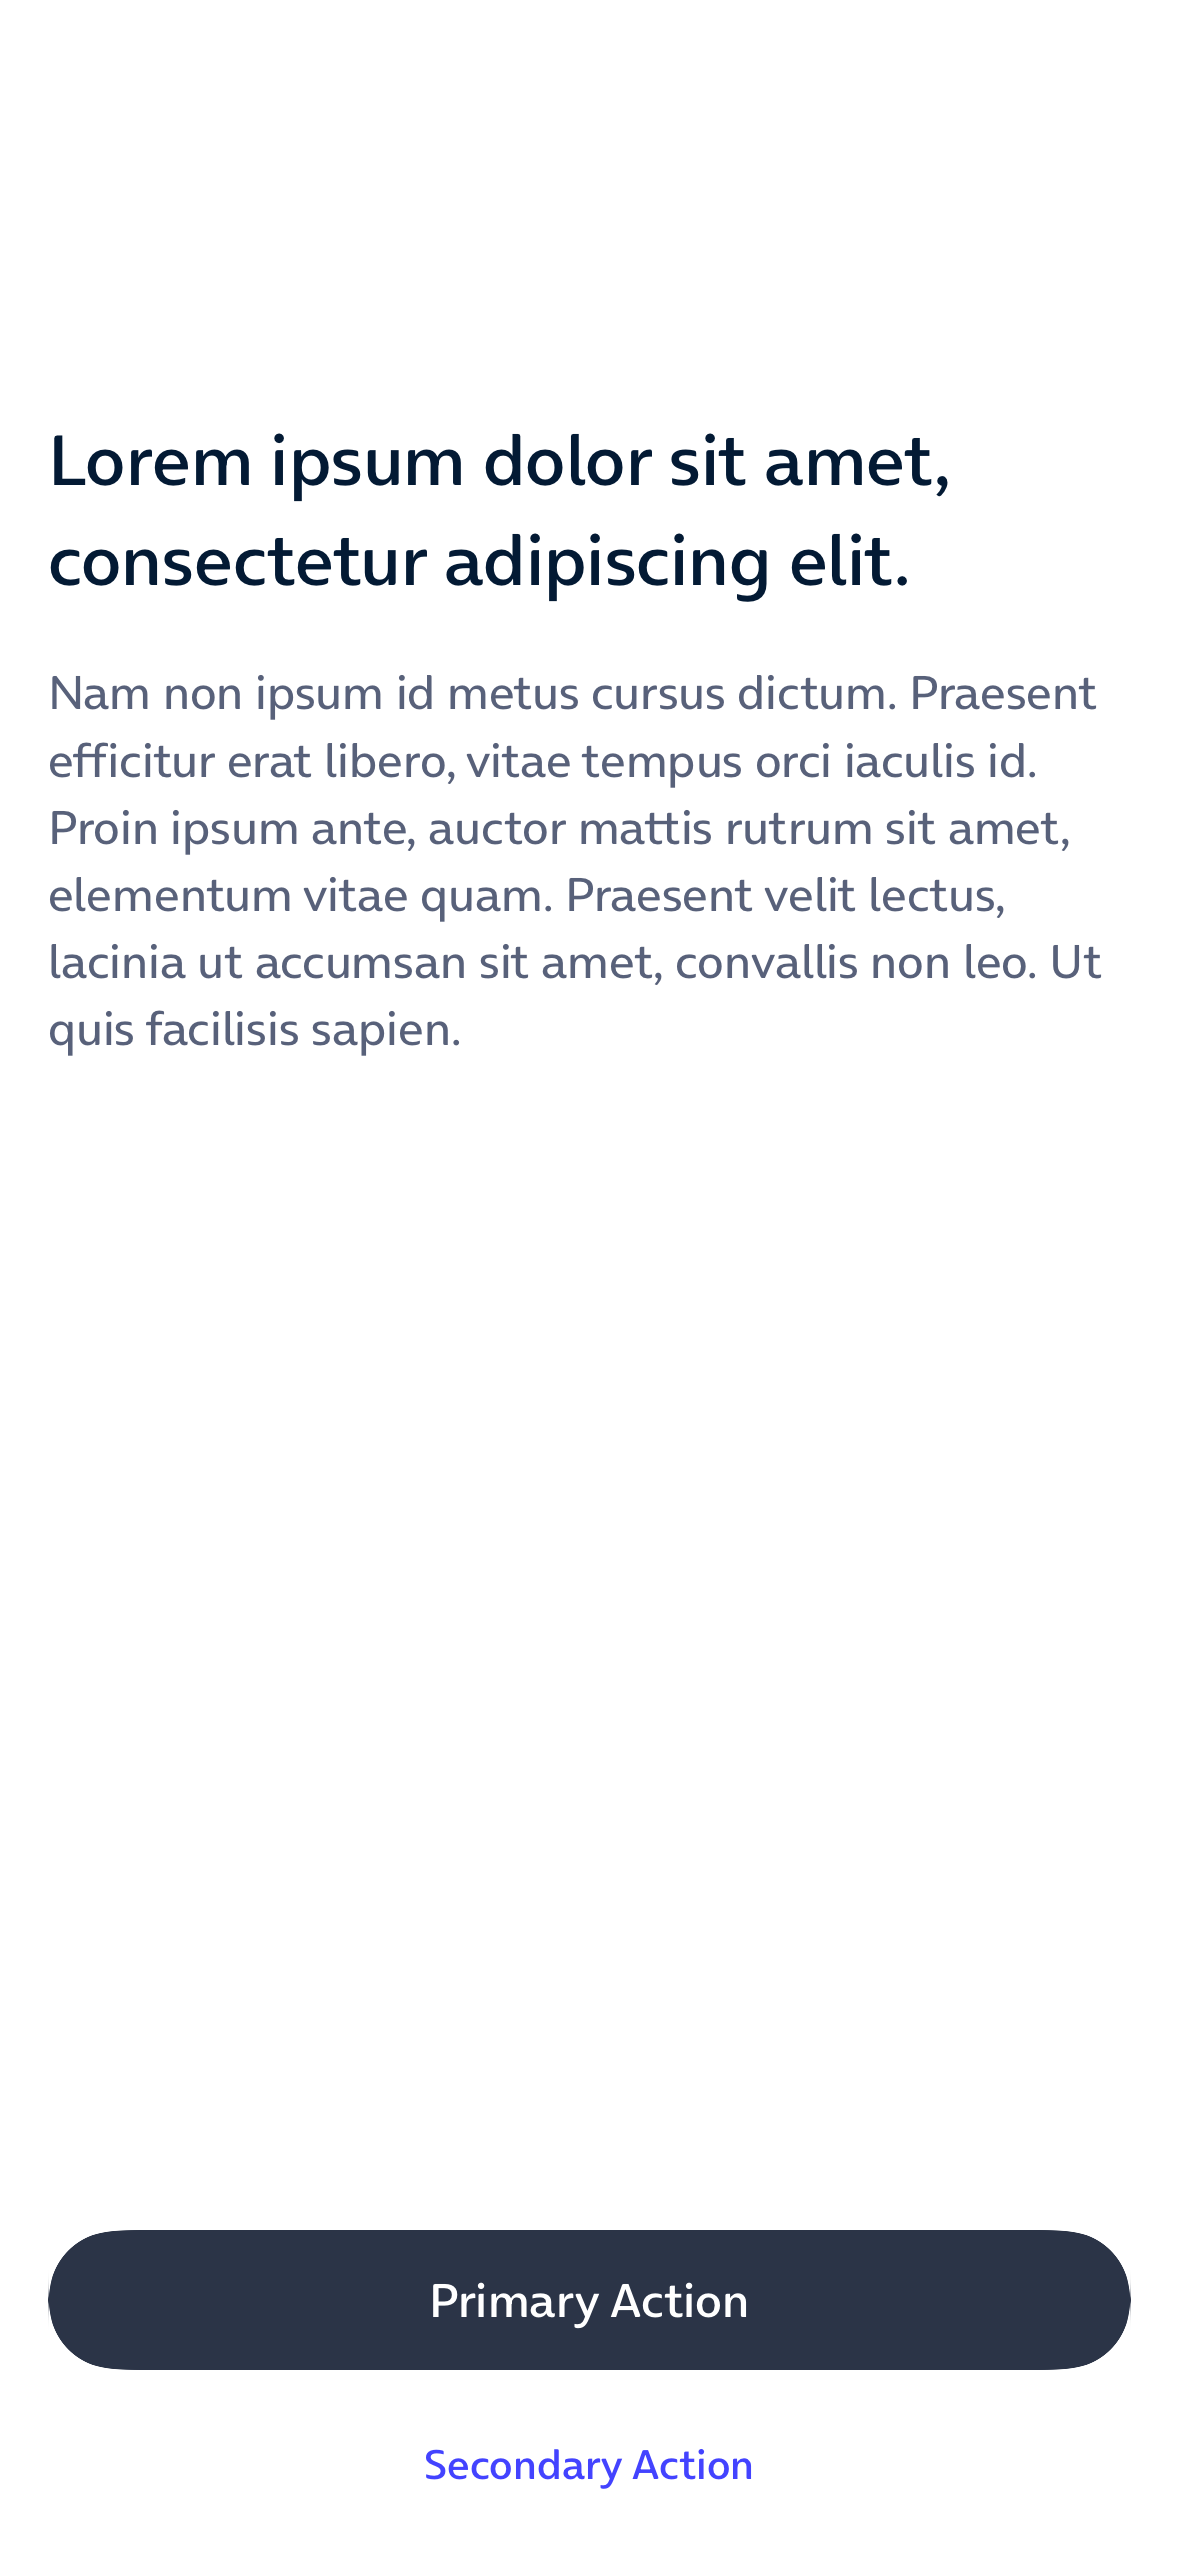 Lorem ipsum dolor sit amet,
consectetur adipiscing elit.
Nam non ipsum id metus cursus dictum. Praesent
efficitur erat libero, vitae tempus orci iaculis id.
Proin ipsum ante, auctor mattis rutrum sit amet,
elementum vitae quam. Praesent velit lectus,
lacinia ut accumsan sit amet, convallis non leo. Ut
quis facilisis sapien.
Primary Action
Secondary Action